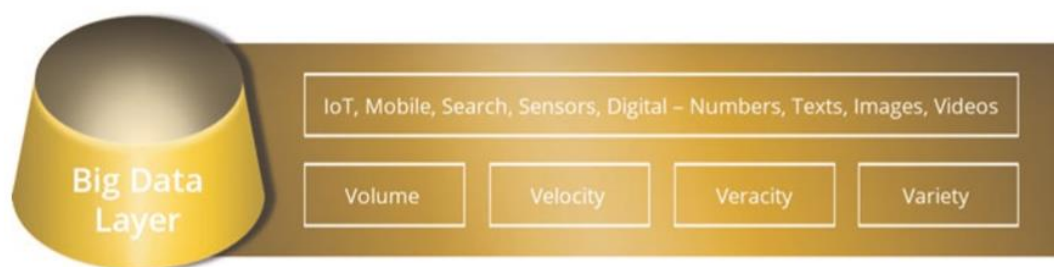 Big Data
Layer
IoT, Mobile, Search, Sensors, Digital – Numbers, Texts, Images, Videos
Volume
Velocity
Veracity
Variety